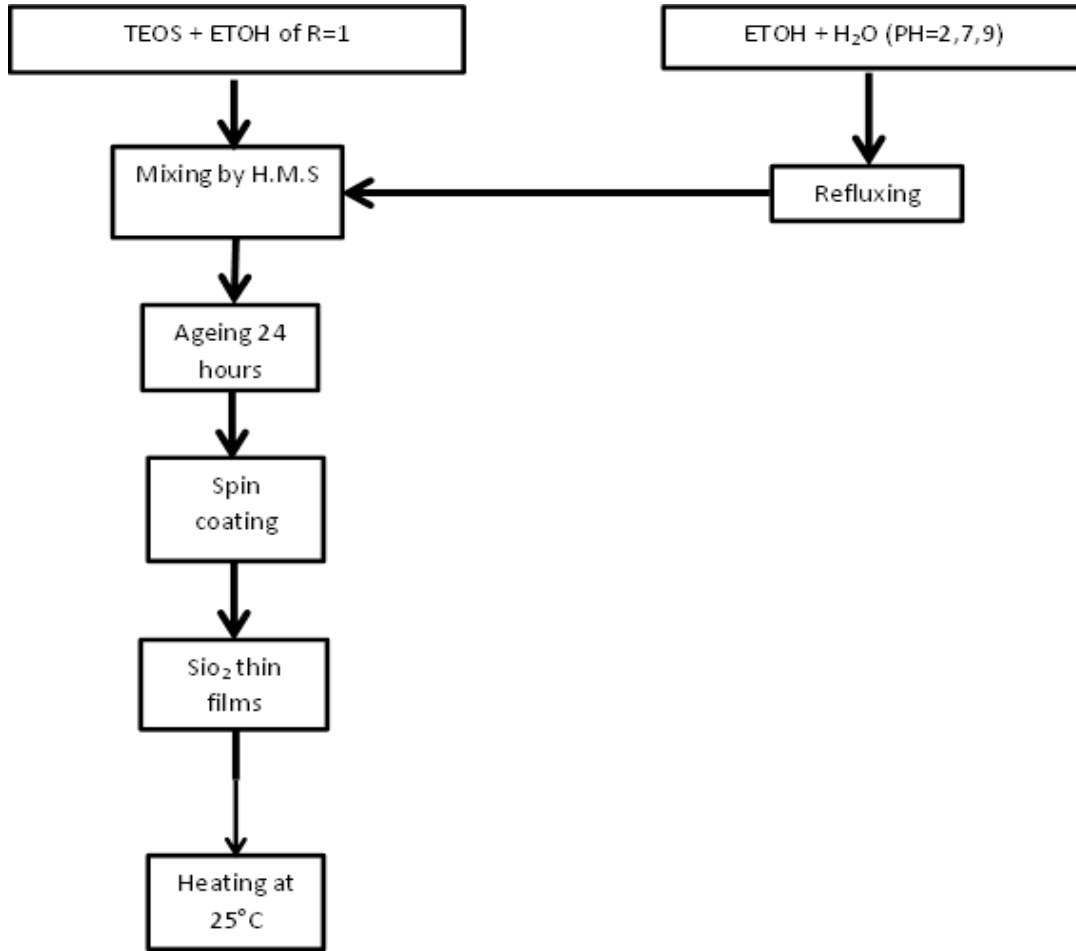 TEOS + ETOH of R=1
ETOH + H₂O (PH=2,7,9)
Mixing by H.M.S
Refluxing
Ageing 24
hours
Spin
coating
Sio₂ thin
films
Heating at
25°C